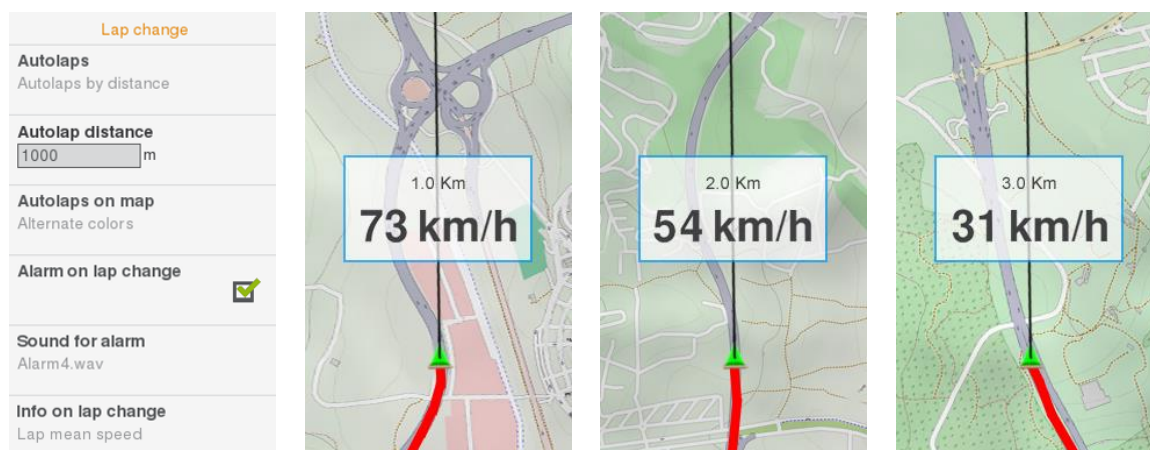 Lap change
Autolaps
Autolaps by distance
Autolap distance
1000 m
Autolaps on map
Alternate colors
Alarm on lap change
Sound for alarm
Alarm4.wav
Info on lap change
Lap mean speed
1.0 Km
73 km/h
2.0 Km
54 km/h
3.0 Km
31 km/h